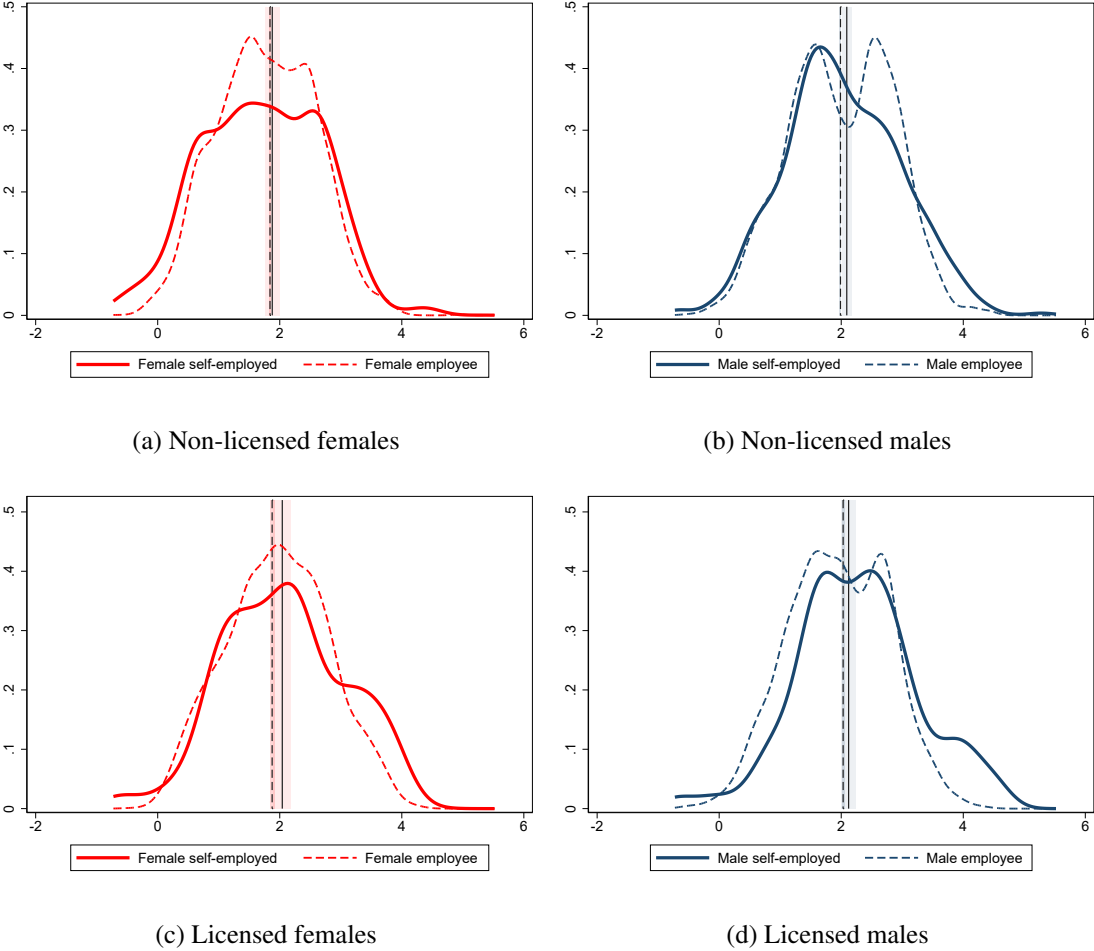 .5
.4
.3
.2
.1
0
-2 0 2 4 6
Female self-employed Female employee
(a) Non-licensed females
.5
.4
.3
.2
.1
0
-2 0 2 4 6
Male self-employed Male employee
(b) Non-licensed males
.5
.4
.3
.2
.1
0
-2 0 2 4 6
Female self-employed Female employee
(c) Licensed females
.5
.4
.3
.2
.1
0
-2 0 2 4 6
Male self-employed Male employee
(d) Licensed males